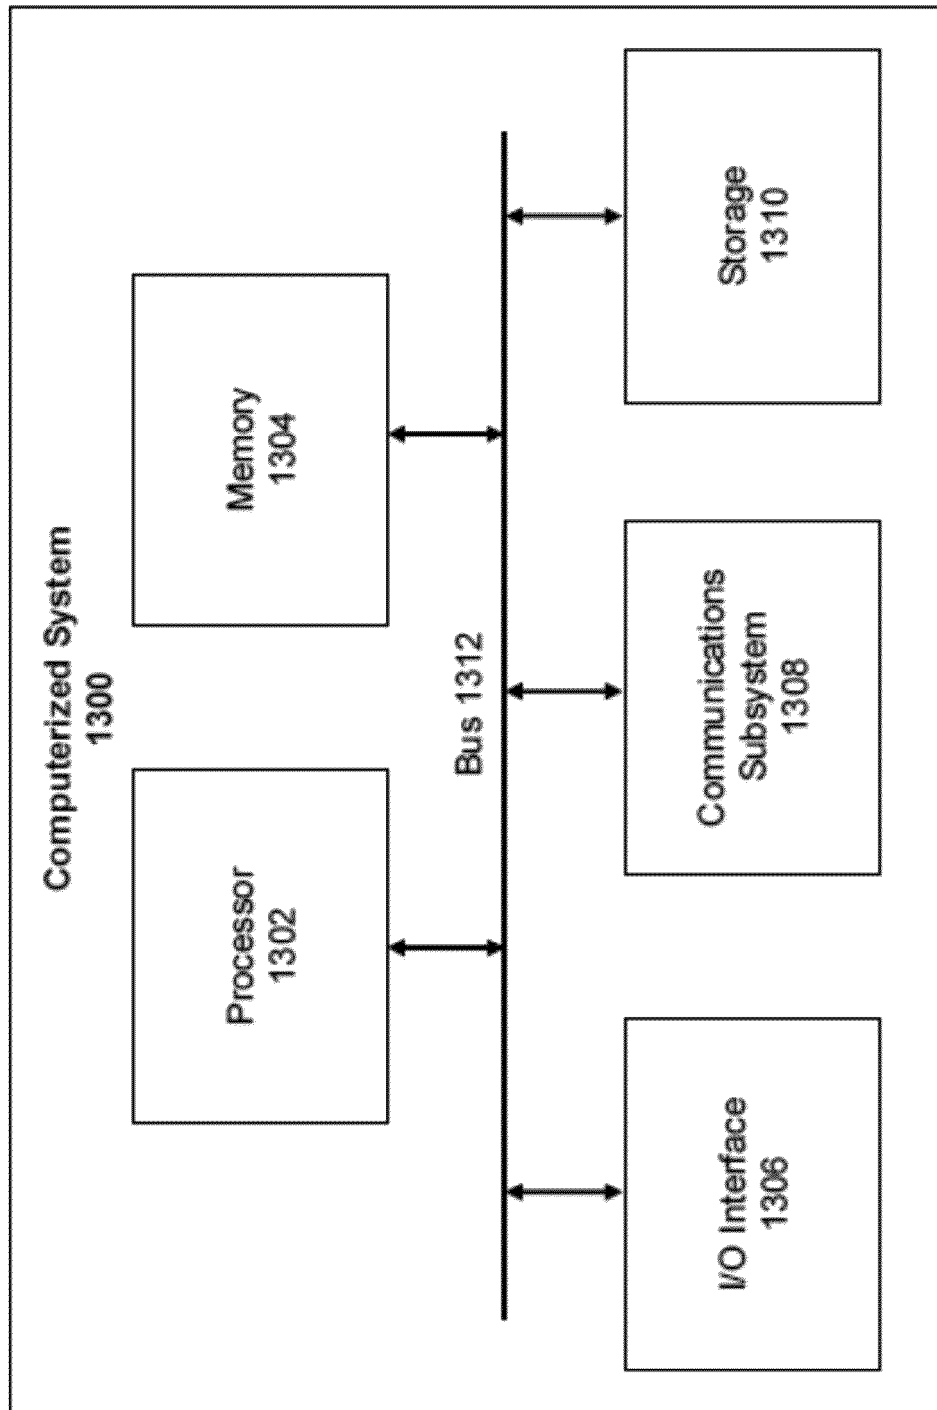 Computerized System
1300
Processor
1302
Memory
1304
Bus 1312
I/O Interface
1306
Communications
Subsystem
1308
Storage
1310